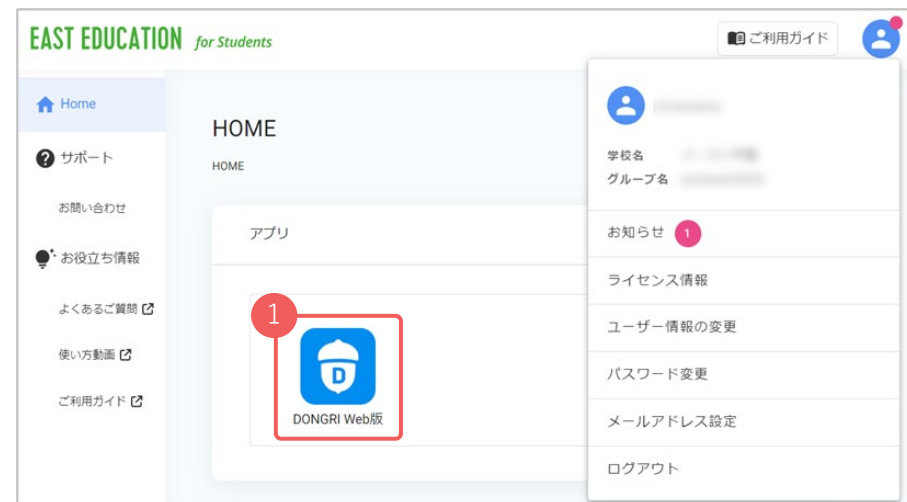 EAST EDUCATION for Students
ご利用ガイド
Home
サポート
お問い合わせ
お役立ち情報
よくあるご質問
使い方動画
ご利用ガイド
HOME
HOME
アプリ
1
D
DONGRI Web版
学校名
グループ名
お知らせ 1
ライセンス情報
ユーザー情報の変更
パスワード変更
メールアドレス設定
ログアウト